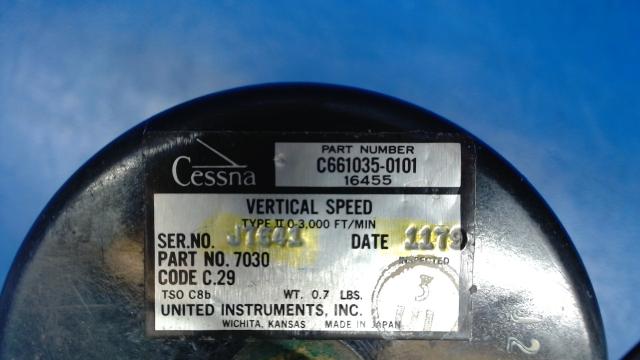 Cessna
PART NUMBER
C661035-0101
16455
VERTICAL SPEED
TYPE II 0-3,000 FT/MIN
SER.NO. J7641 DATE 1179
PART NO. 7030
INSPECTED
CODE C.29
TSO C8b WT. 0.7 LBS.
UNITED INSTRUMENTS, INC.
WICHITA, KANSAS MADE IN JAPAN